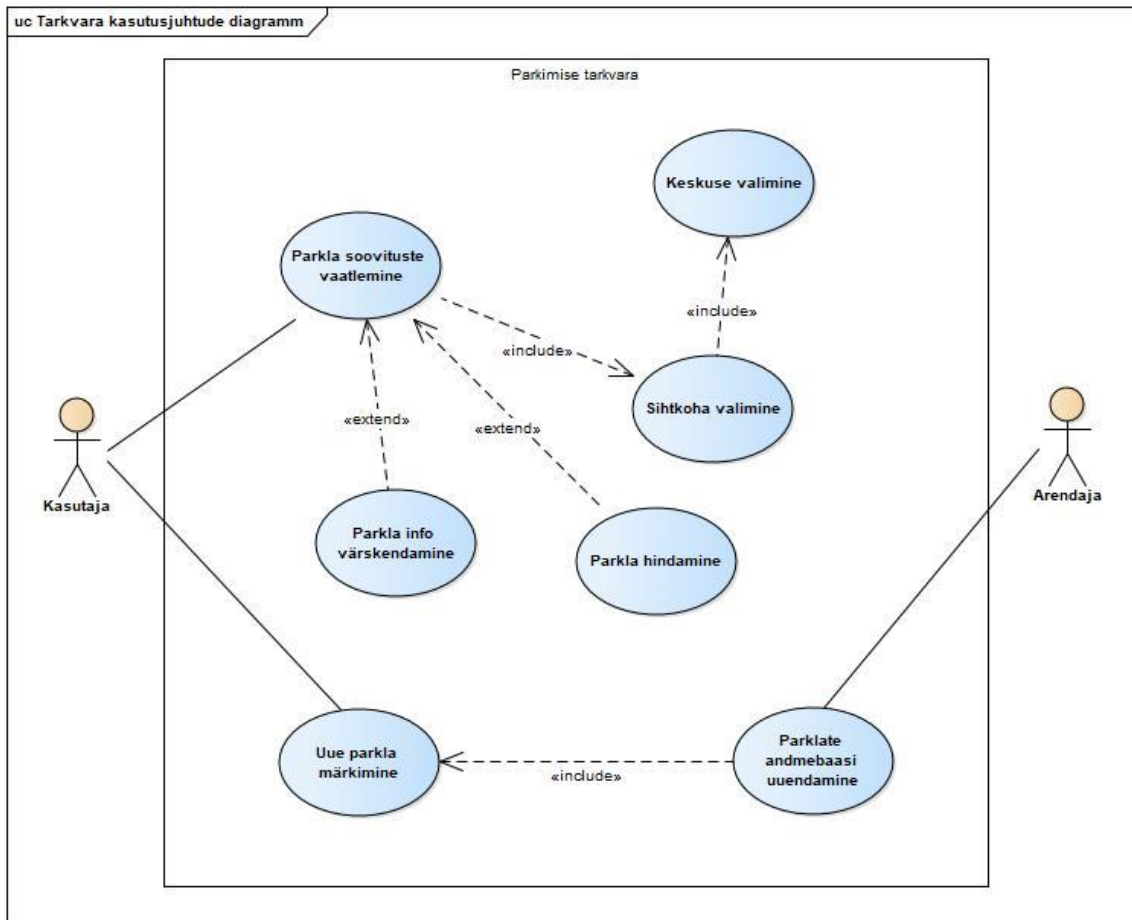 uc Tarkvara kasutusjuhtude diagramm
Parkimise tarkvara
Keskuse valimine
Parkla soovituste
vaatlemine
«include»
«include»
Sihtkoha valimine
«extend»
«extend»
Kasutaja
Arendaja
Parkla info
värskendamine
Parkla hindamine
Uue parkla
märkimine
«include»
Parklate
andmebaasi
uuendamine